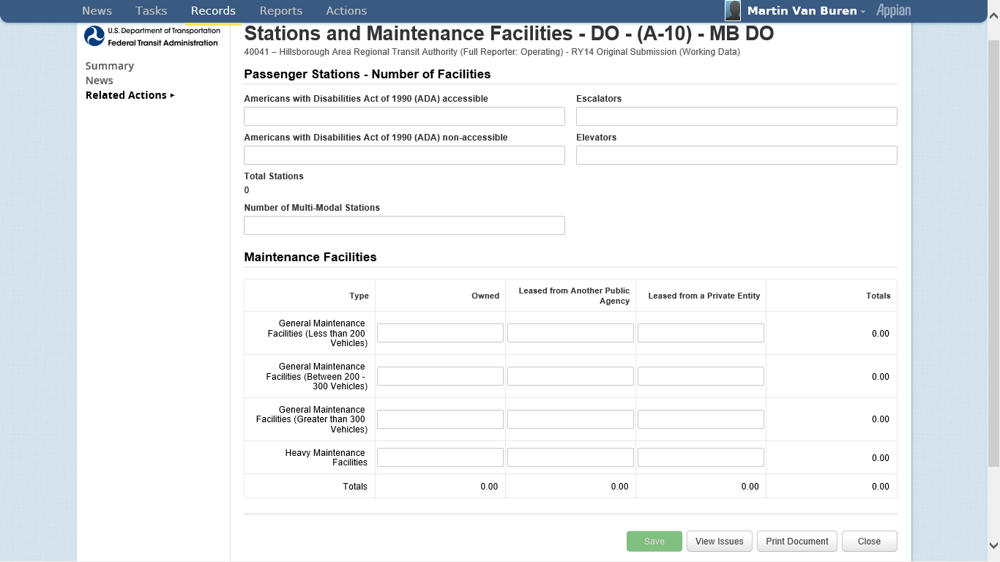 News Tasks Records Reports Actions Martin Van Buren Appian
U.S. Department of Transportation
Federal Transit Administration
Summary
News
Related Actions
Stations and Maintenance Facilities - DO - (A-10) - MB DO
40041 – Hillsborough Area Regional Transit Authority (Full Reporter: Operating) - RY14 Original Submission (Working Data)
Passenger Stations - Number of Facilities
Americans with Disabilities Act of 1990 (ADA) accessible Escalators
Americans with Disabilities Act of 1990 (ADA) non-accessible Elevators
Total Stations
0
Number of Multi-Modal Stations
Maintenance Facilities
Type Owned Leased from Another Public Agency Leased from a Private Entity Totals
General Maintenance
Facilities (Less than 200
Vehicles) 0.00
General Maintenance
Facilities (Between 200 -
300 Vehicles) 0.00
General Maintenance
Facilities (Greater than 300
Vehicles) 0.00
Heavy Maintenance
Facilities 0.00
Totals 0.00 0.00 0.00 0.00
Save View Issues Print Document Close